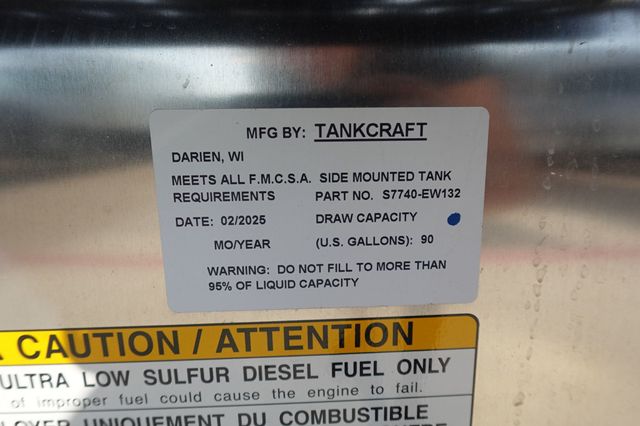 MFG BY: TANKCRAFT
DARIEN, WI
MEETS ALL F.M.C.S.A. SIDE MOUNTED TANK
REQUIREMENTS PART NO. S7740-EW132
DATE: 02/2025 DRAW CAPACITY
MO/YEAR (U.S. GALLONS): 90
WARNING: DO NOT FILL TO MORE THAN
95% OF LIQUID CAPACITY
CAUTION / ATTENTION
ULTRA LOW SULFUR DIESEL FUEL ONLY
of improper fuel could cause the engine to fail.
UNIQUEMENT DU COMBUSTIBLE